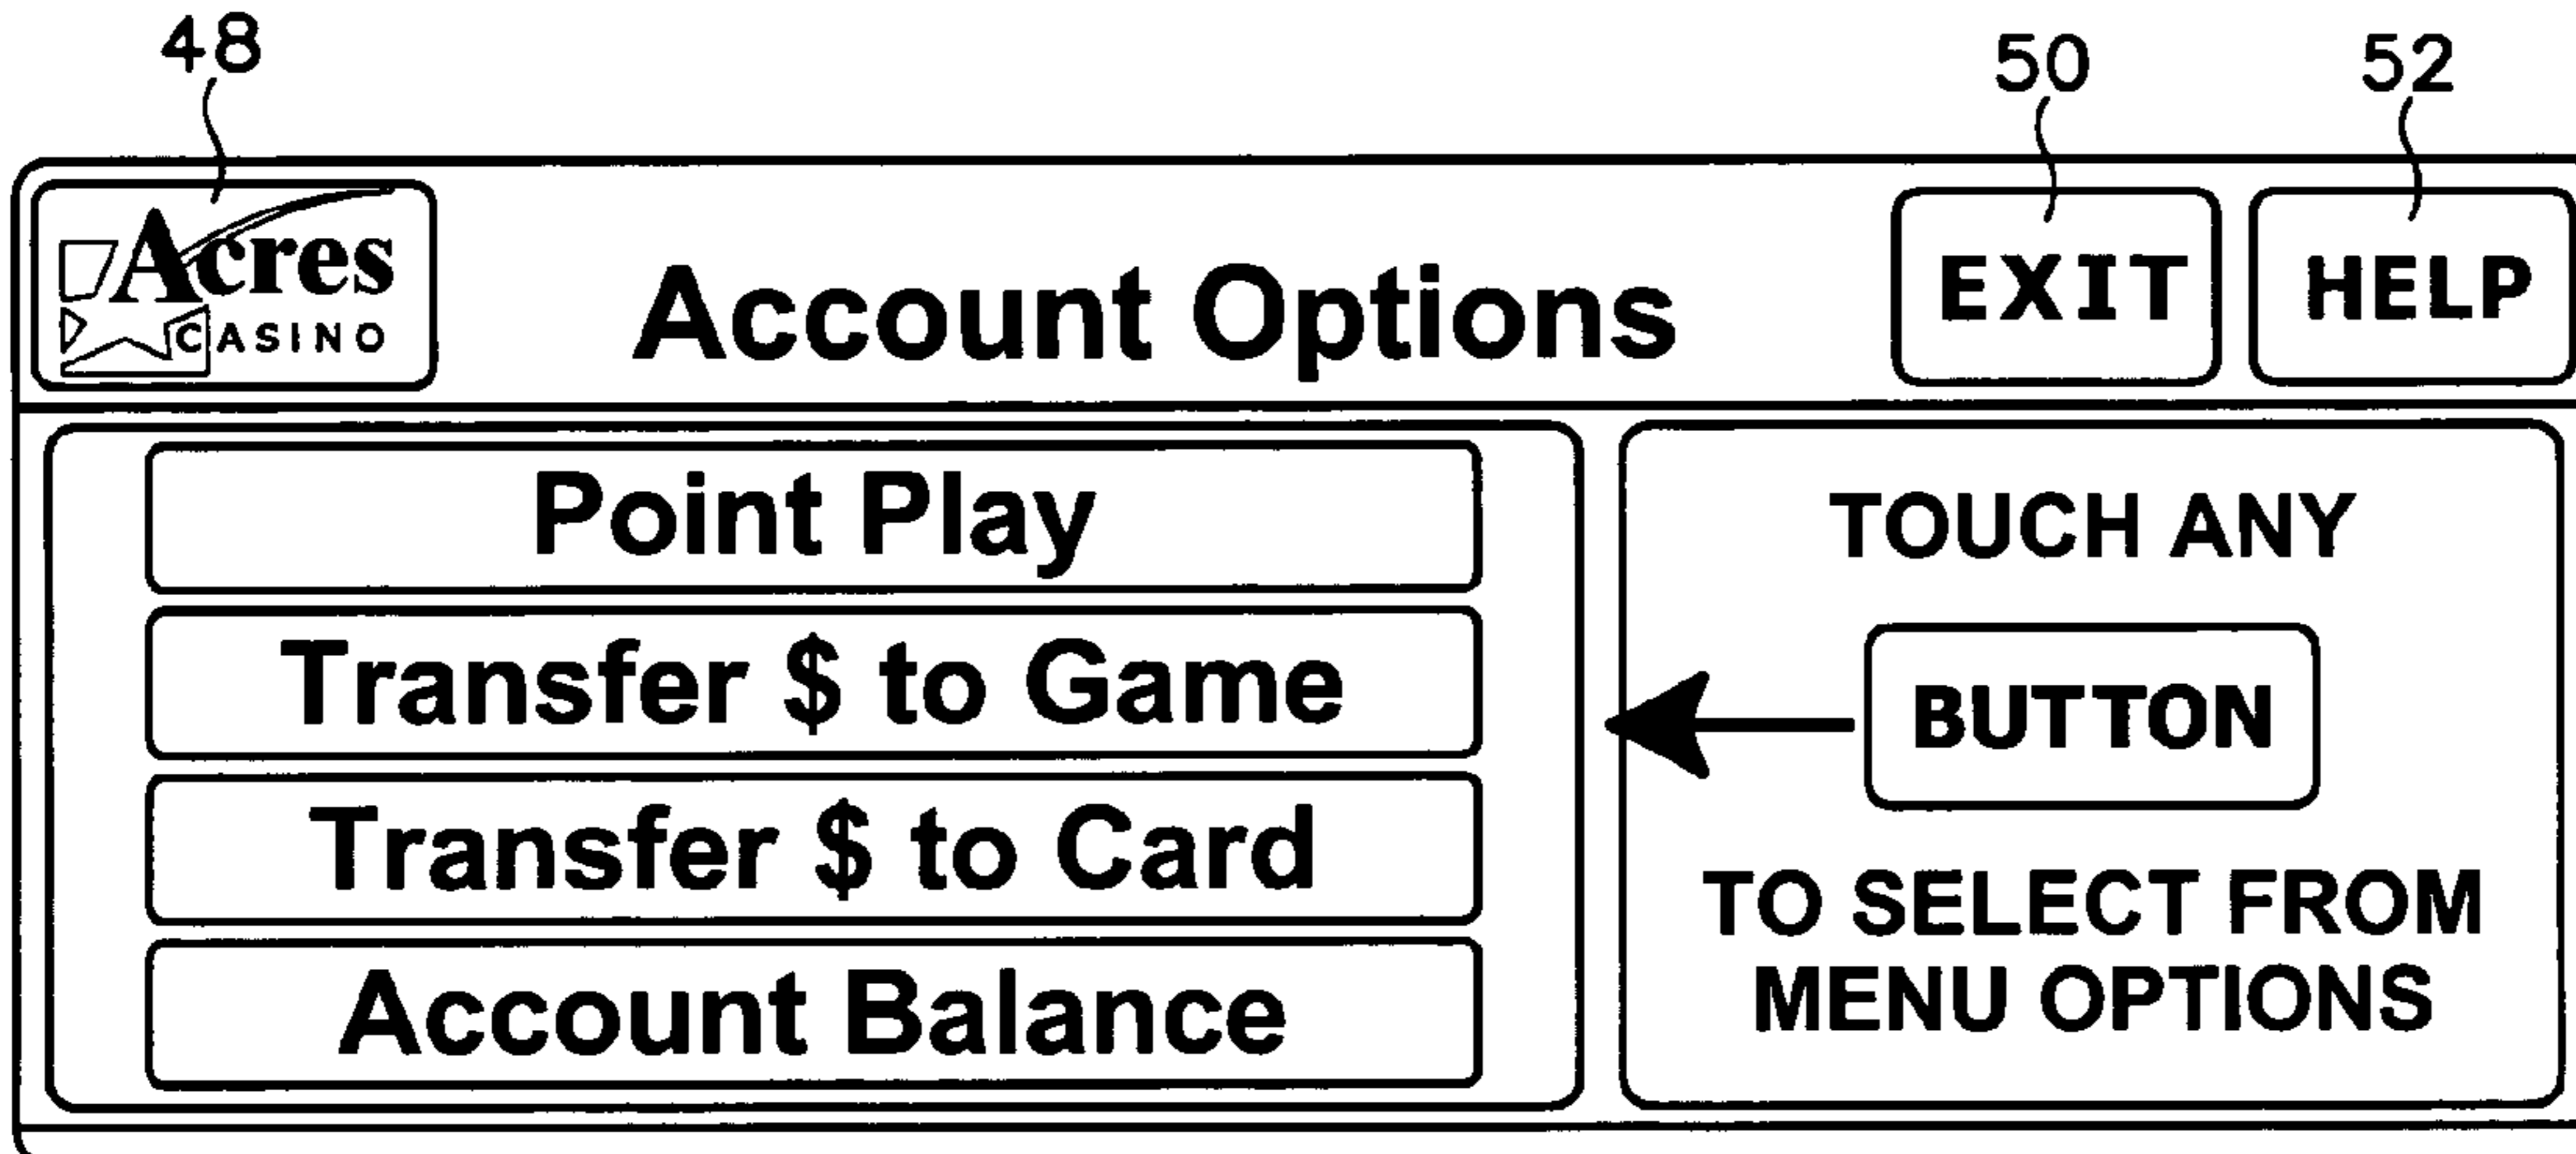 48
50
52
Acres
CASINO
Account Options
EXIT
HELP
Point Play
Transfer $ to Game
Transfer $ to Card
Account Balance
TOUCH ANY
BUTTON
TO SELECT FROM
MENU OPTIONS